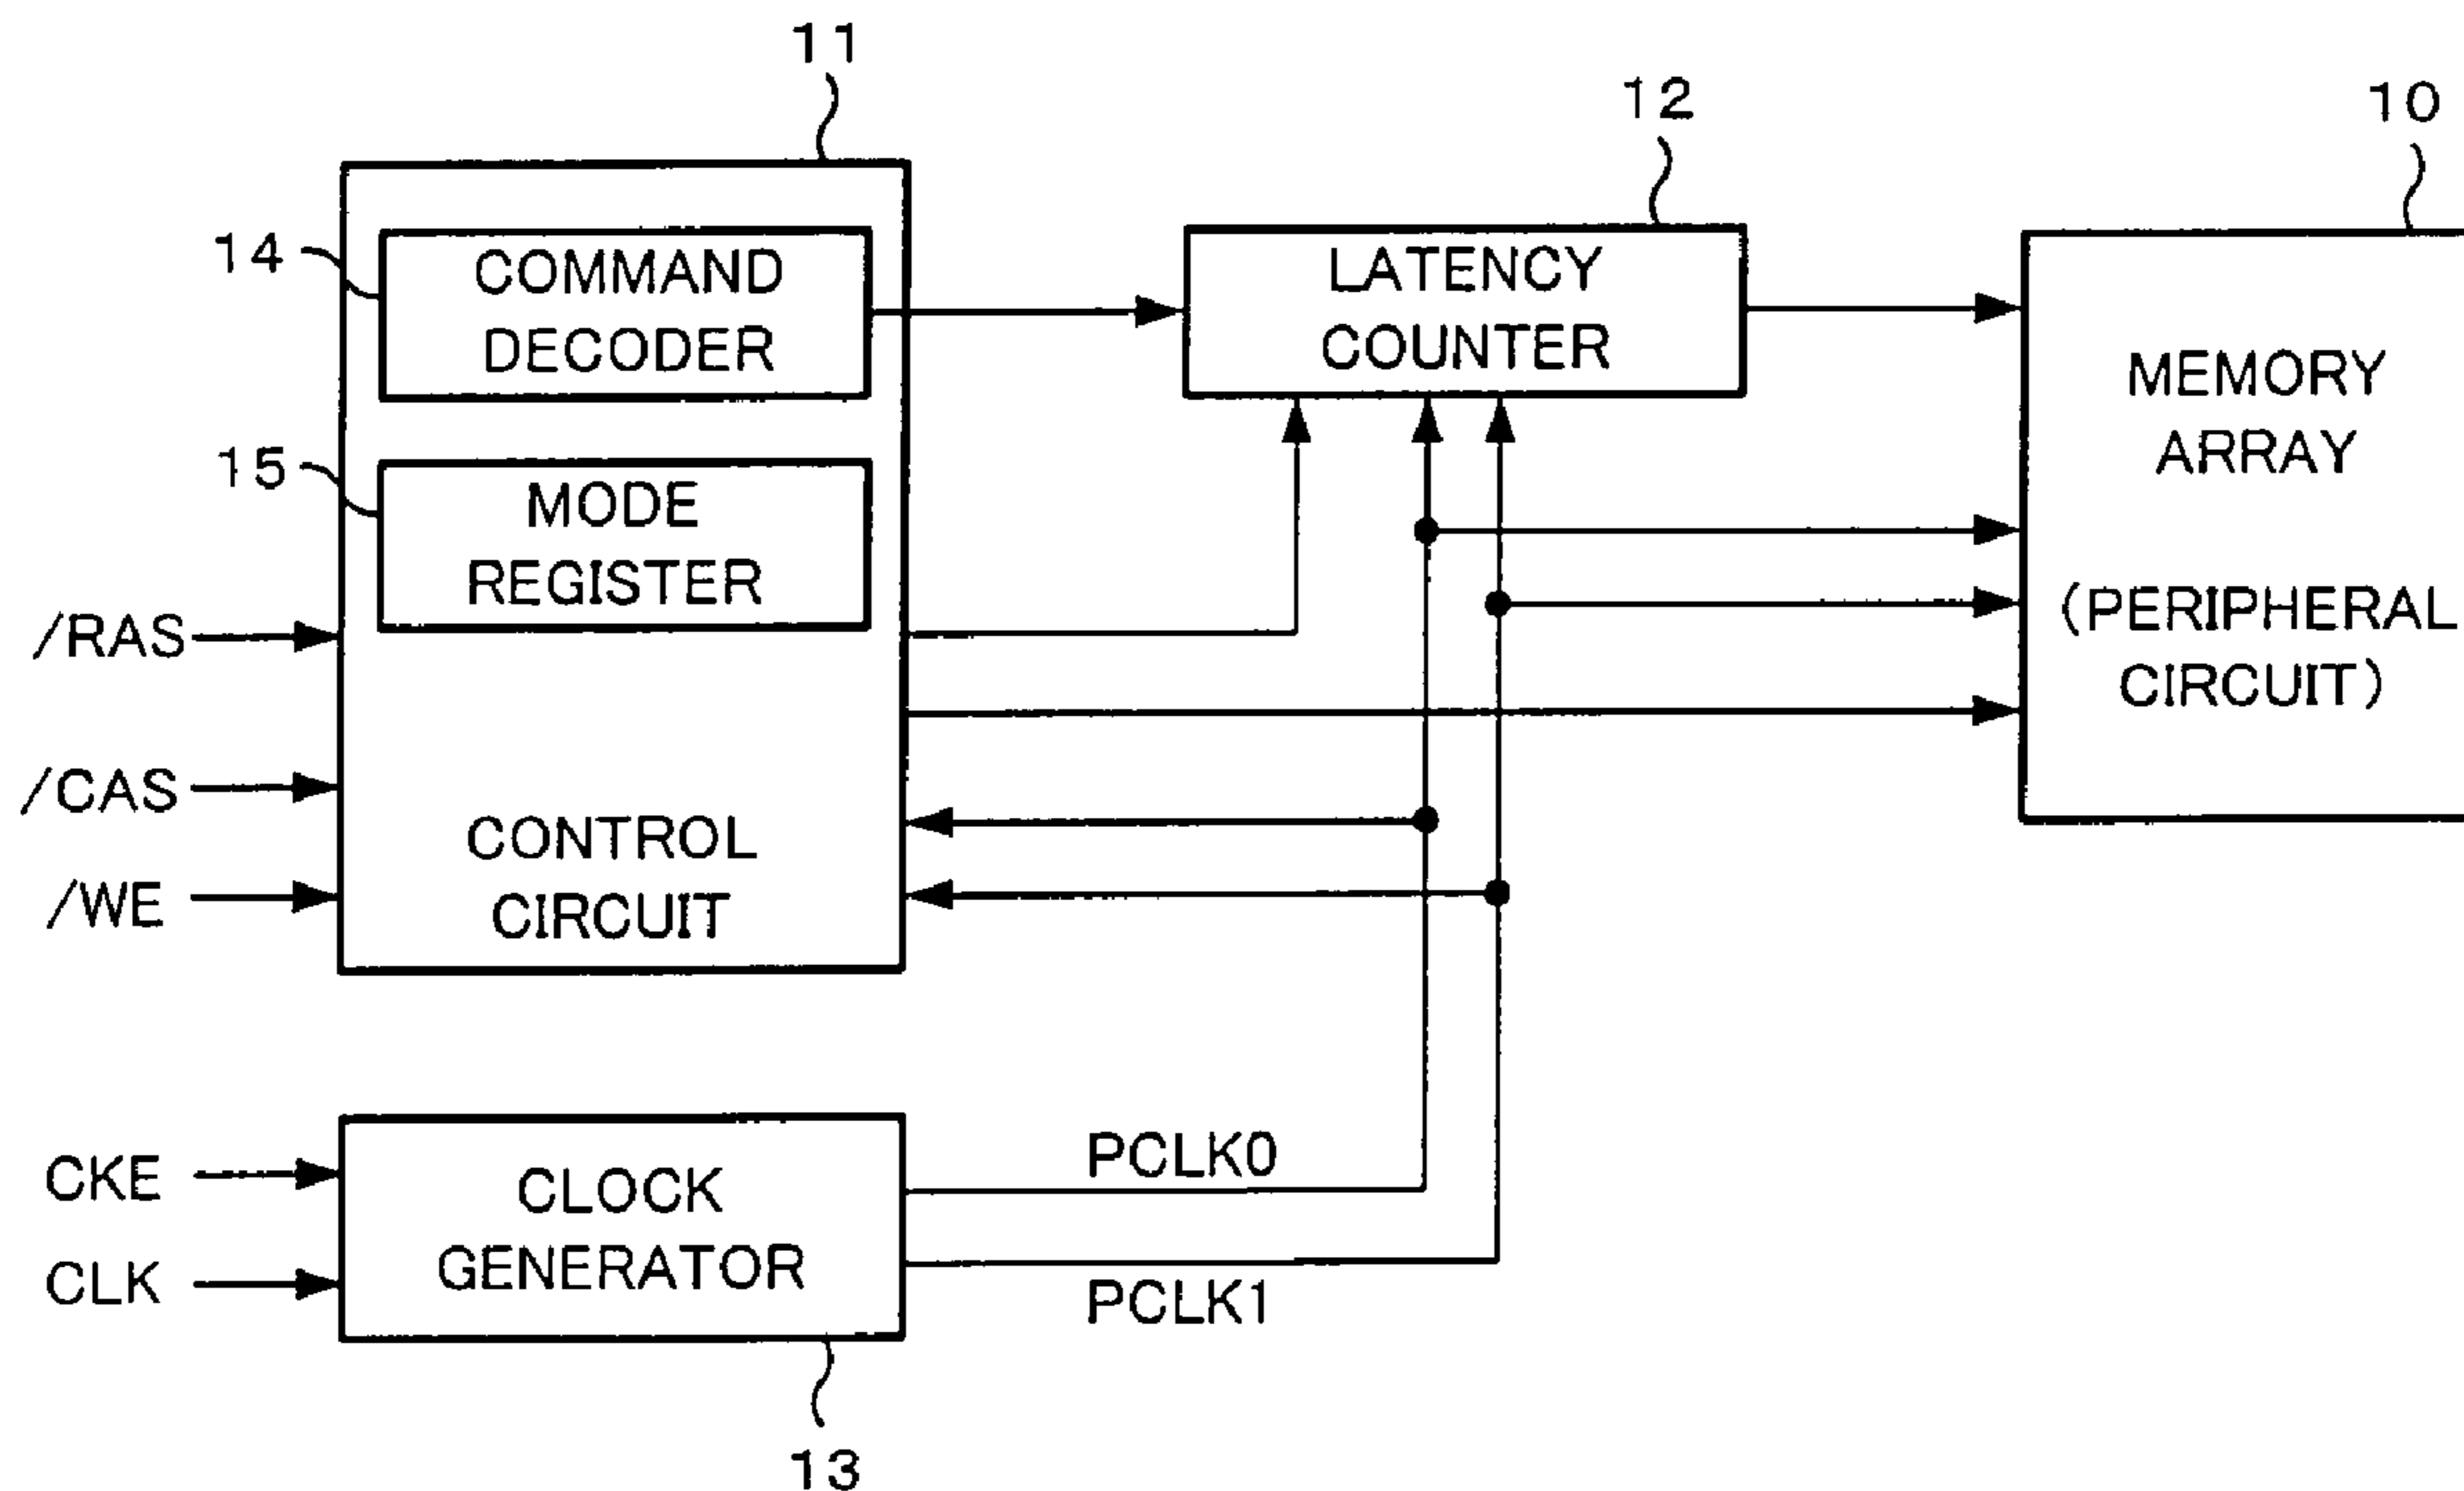 11
12
10
14
COMMAND
DECODER
LATENCY
COUNTER
MEMORY
ARRAY
(PERIPHERAL
CIRCUIT)
15
MODE
REGISTER
/RAS
/CAS
/WE
CONTROL
CIRCUIT
CKE
CLK
CLOCK
GENERATOR
PCLK0
PCLK1
13